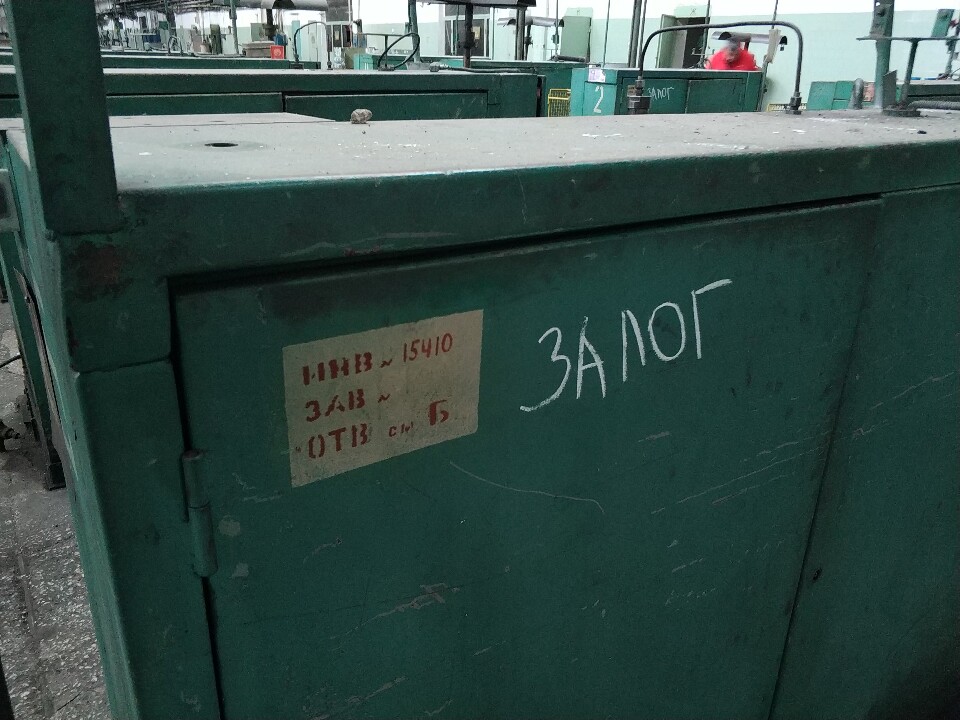 2
ЗАЛОГ
ИНВ ~ 15410
ЗАВ ~
ОТВ см Б
ЗАЛОГ